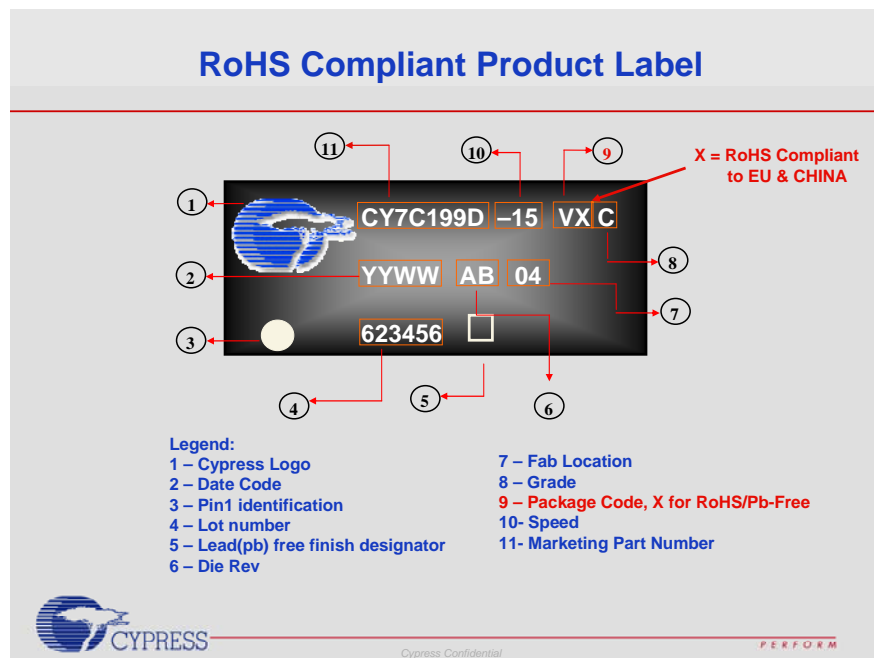 RoHS Compliant Product Label
11 10 9 X = RoHS Compliant
to EU & CHINA
1 CY7C199D –15 VX C
8
2 YYWW AB 04
7
3 623456
4 5 6
Legend:
1 – Cypress Logo
2 – Date Code
3 – Pin1 identification
4 – Lot number
5 – Lead(pb) free finish designator
6 – Die Rev
7 – Fab Location
8 – Grade
9 – Package Code, X for RoHS/Pb-Free
10- Speed
11- Marketing Part Number
CYPRESS
Cypress Confidential
PERFORM